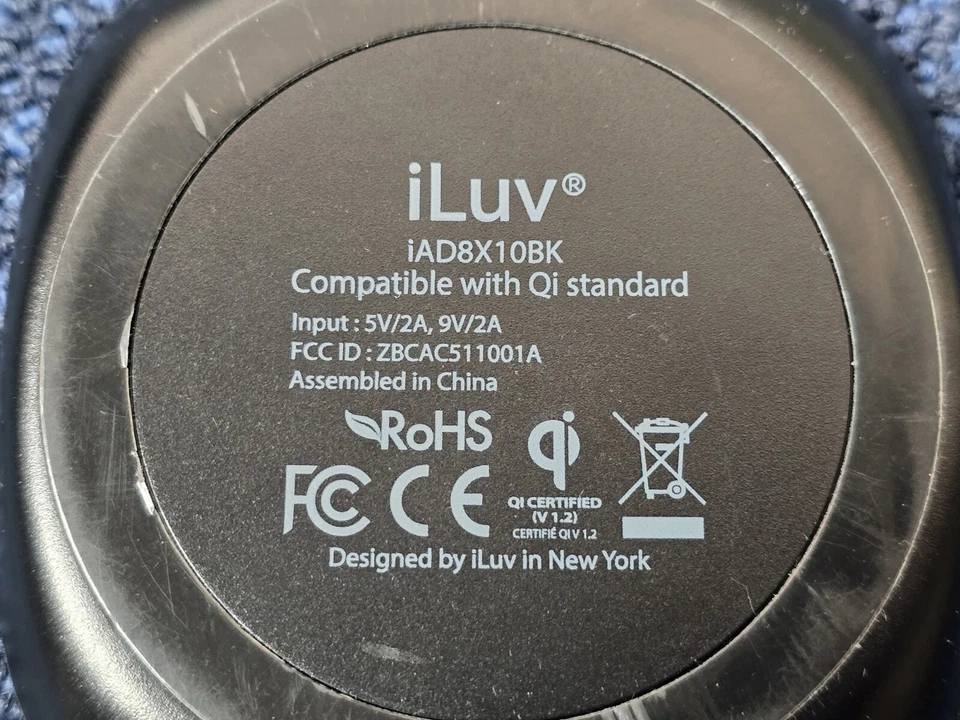 iLuv®
iAD8X10BK
Compatible with Qi standard
Input : 5V/2A, 9V/2A
FCC ID : ZBCAC511001A
Assembled in China
RoHS
qi
FC CE
QI CERTIFIED
(V 1.2)
CERTIFIÉ QI V 1.2
Designed by iLuv in New York